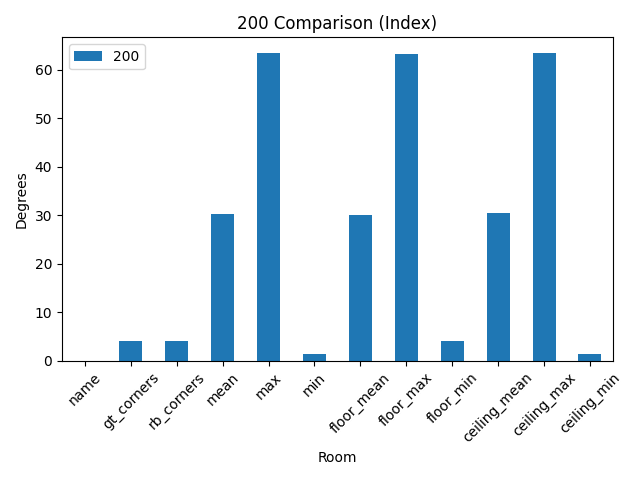 200 Comparison (Index)
200
Degrees
60
50
40
30
20
10
0
name
gt_corners
rb_corners
mean
max
min
floor_mean
floor_max
floor_min
ceiling_mean
ceiling_max
ceiling_min
Room